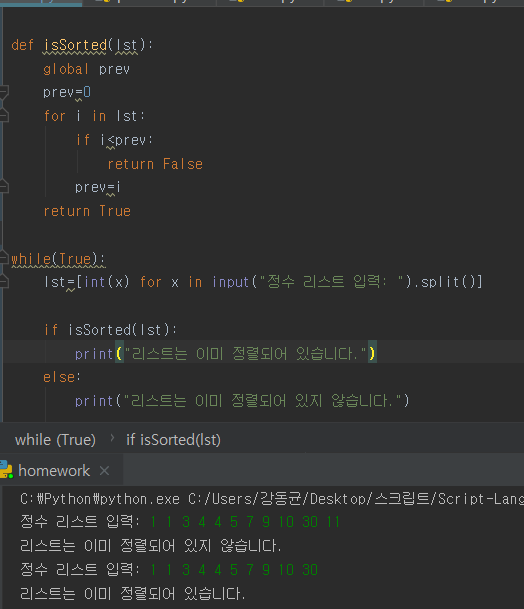 def isSorted(lst):
global prev
prev=0
for i in lst:
if i<prev:
return False
prev=i
return True
while(True):
lst=[int(x) for x in input("정수 리스트 입력: ").split()]
if isSorted(lst):
print("리스트는 이미 정렬되어 있습니다.")
else:
print("리스트는 이미 정렬되어 있지 않습니다.")
while (True) › if isSorted(lst)
homework ×
C:₩Python₩python.exe C:/Users/강동균/Desktop/스크립트/Script-Lang
정수 리스트 입력: 1 1 3 4 4 5 7 9 10 30 11
리스트는 이미 정렬되어 있지 않습니다.
정수 리스트 입력: 1 1 3 4 4 5 7 9 10 30
리스트는 이미 정렬되어 있습니다.